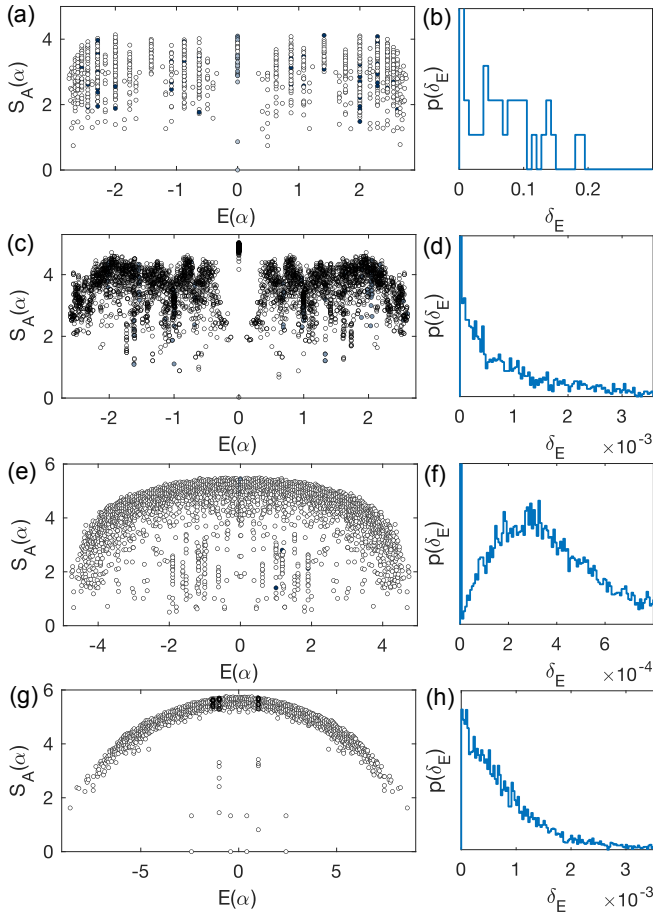 (a)
4
2
0
S_A(α)
-2 -1 0 1 2
E(α)
(b)
p(δ_E)
0 0.1 0.2
δ_E
(c)
4
2
0
S_A(α)
-2 -1 0 1 2
E(α)
(d)
p(δ_E)
0 1 2 3
δ_E ×10⁻³
(e)
6
4
2
0
S_A(α)
-4 -2 0 2 4
E(α)
(f)
p(δ_E)
0 2 4 6
δ_E ×10⁻⁴
(g)
6
4
2
0
S_A(α)
-5 0 5
E(α)
(h)
p(δ_E)
0 1 2 3
δ_E ×10⁻³